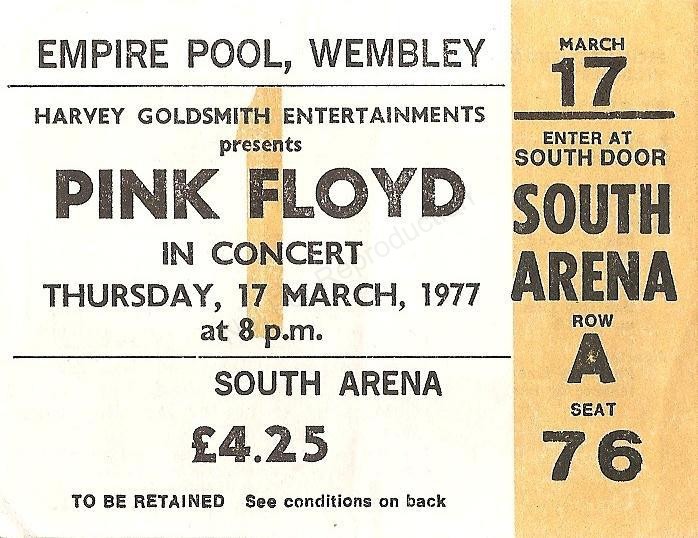 EMPIRE POOL, WEMBLEY
HARVEY GOLDSMITH ENTERTAINMENTS
presents
PINK FLOYD
IN CONCERT
THURSDAY, 17 MARCH, 1977
at 8 p.m.
SOUTH ARENA
£4.25
TO BE RETAINED See conditions on back
MARCH
17
ENTER AT
SOUTH DOOR
SOUTH
ARENA
ROW
A
SEAT
76
1
Reproduction